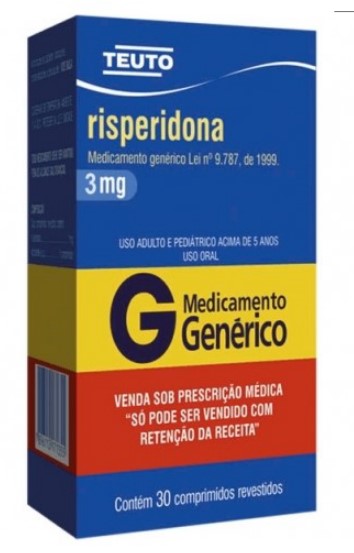 TEUTO
risperidona
Medicamento genérico Lei nº 9.787, de 1999.
3 mg
USO ADULTO E PEDIÁTRICO ACIMA DE 5 ANOS
USO ORAL
G Medicamento
Genérico
VENDA SOB PRESCRIÇÃO MÉDICA
"SÓ PODE SER VENDIDO COM
RETENÇÃO DA RECEITA"
Contém 30 comprimidos revestidos